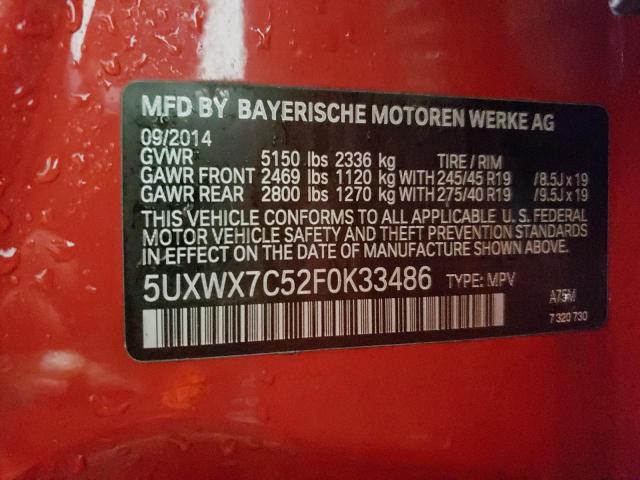 MFD BY BAYERISCHE MOTOREN WERKE AG
09/2014
GVWR 5150 lbs 2336 kg TIRE / RIM
GAWR FRONT 2469 lbs 1120 kg WITH 245/45 R19 /8.5J x 19
GAWR REAR 2800 lbs 1270 kg WITH 275/40 R19 /9.5J x 19
THIS VEHICLE CONFORMS TO ALL APPLICABLE U.S. FEDERAL
MOTOR VEHICLE SAFETY AND THEFT PREVENTION STANDARDS
IN EFFECT ON THE DATE OF MANUFACTURE SHOWN ABOVE.
5UXWX7C52F0K33486 TYPE: MPV
A75M
7 320 730